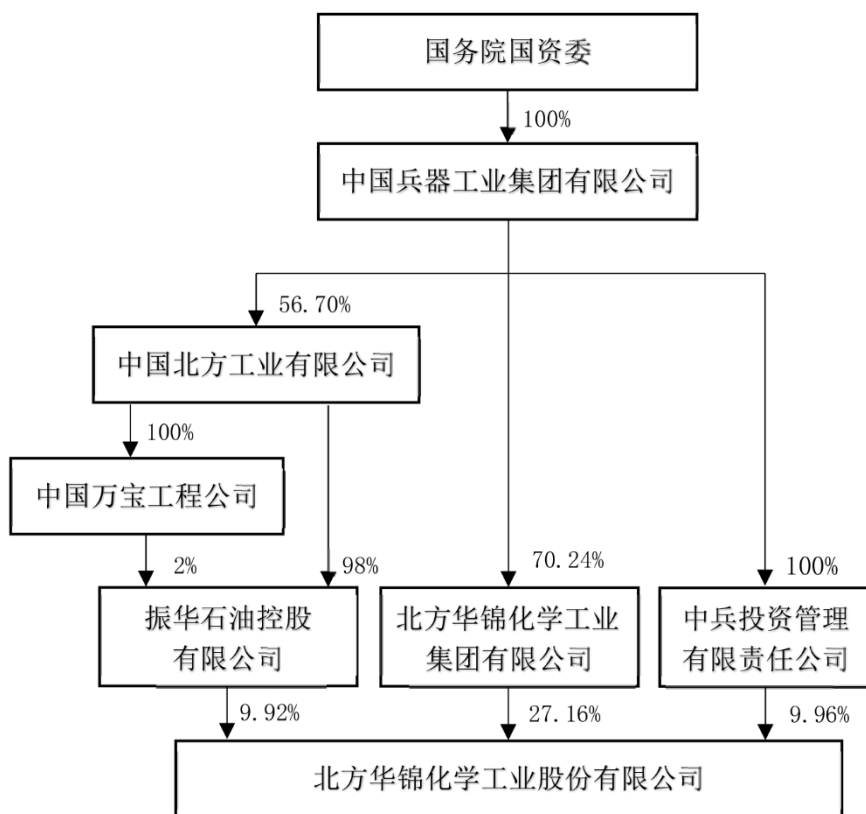 国务院国资委
100%
中国兵器工业集团有限公司
56.70%
中国北方工业有限公司
100%
中国万宝工程公司
2%
98%
70.24%
100%
振华石油控股
有限公司
北方华锦化学工业
集团有限公司
中兵投资管理
有限责任公司
9.92%
27.16%
9.96%
北方华锦化学工业股份有限公司